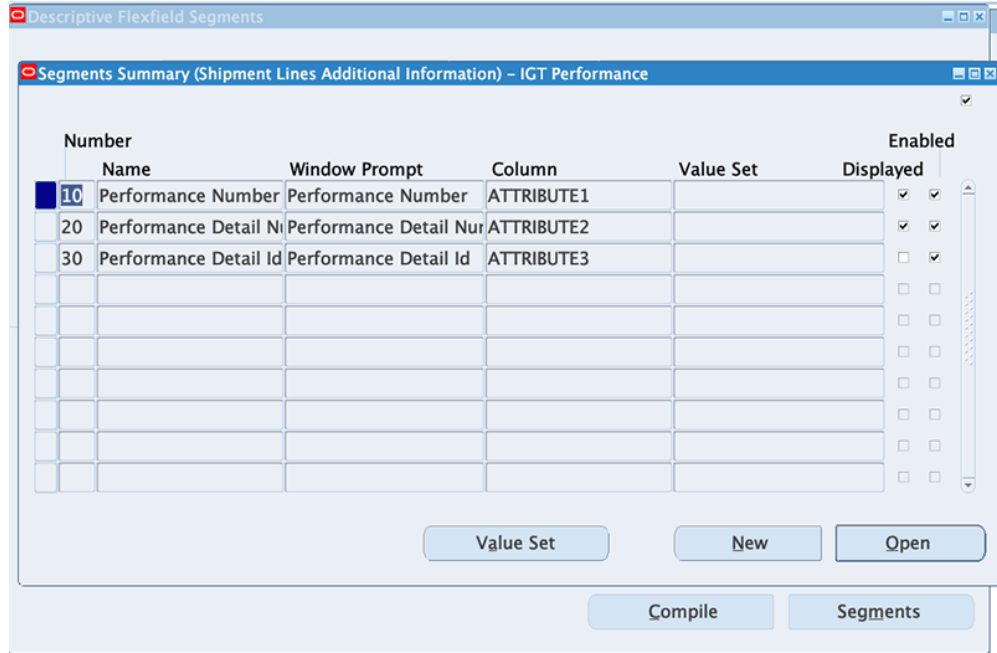 Descriptive Flexfield Segments
Segments Summary (Shipment Lines Additional Information) – IGT Performance
Number Enabled
Name Window Prompt Column Value Set Displayed
10 Performance Number Performance Number ATTRIBUTE1
20 Performance Detail Nu Performance Detail Nur ATTRIBUTE2
30 Performance Detail Id Performance Detail Id ATTRIBUTE3
Value Set New Open
Compile Segments